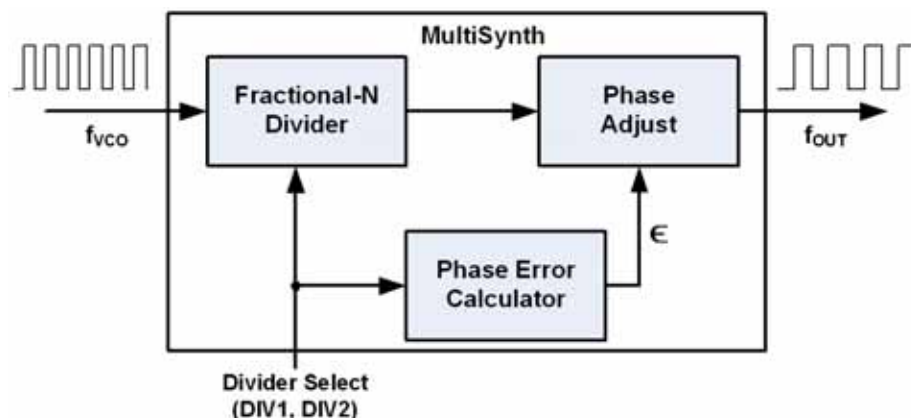 MultiSynth
Fractional-N
Divider
Phase
Adjust
fVCO
fOUT
ϵ
Phase Error
Calculator
Divider Select
(DIV1, DIV2)